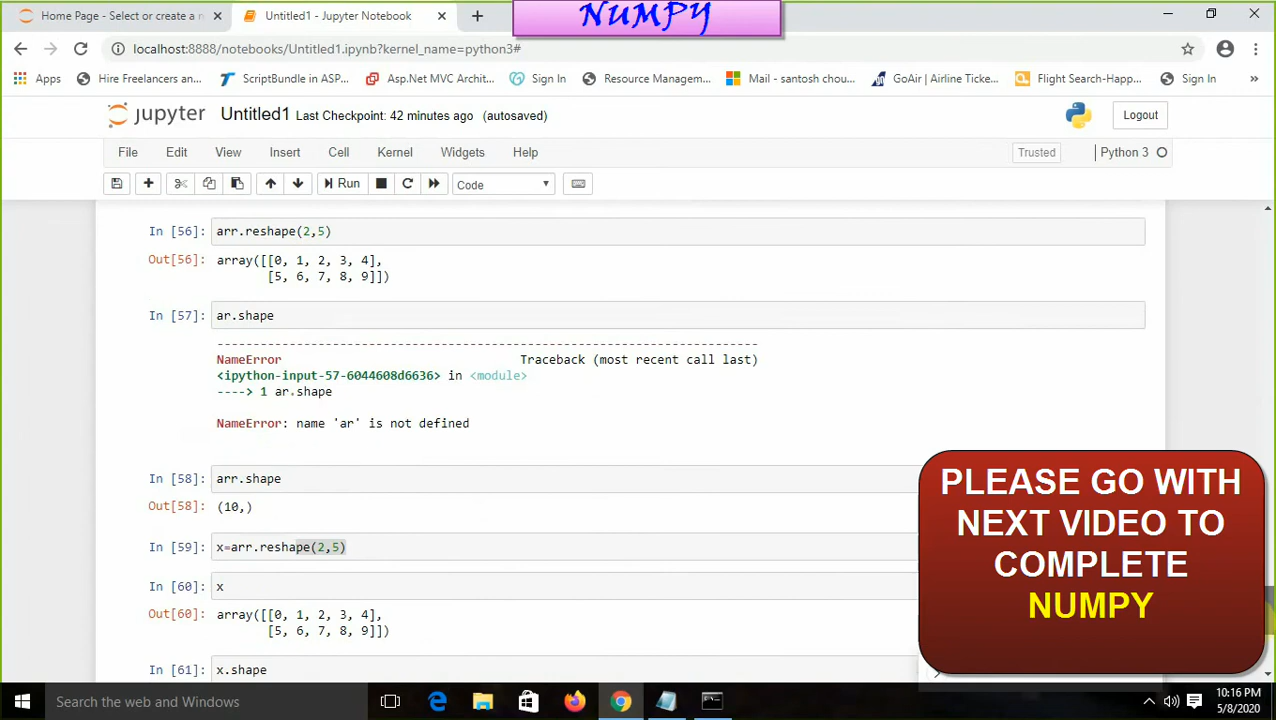 NUMPY
Home Page - Select or create a n
Untitled1 - Jupyter Notebook
localhost:8888/notebooks/Untitled1.ipynb?kernel_name=python3#
Apps Hire Freelancers an... ScriptBundle in ASP... Asp.Net MVC Archit... Sign In Resource Managem... Mail - santosh chou... GoAir | Airline Ticke... Flight Search-Happ... Sign In »
jupyter Untitled1 Last Checkpoint: 42 minutes ago (autosaved) Logout
File Edit View Insert Cell Kernel Widgets Help Trusted Python 3
Run Code
In [56]: arr.reshape(2,5)
Out[56]: array([[0, 1, 2, 3, 4],
[5, 6, 7, 8, 9]])
In [57]: ar.shape
---------------------------------------------------------------------------
NameError Traceback (most recent call last)
<ipython-input-57-6044608d6636> in <module>
----> 1 ar.shape
NameError: name 'ar' is not defined
In [58]: arr.shape
Out[58]: (10,)
In [59]: x=arr.reshape(2,5)
In [60]: x
Out[60]: array([[0, 1, 2, 3, 4],
[5, 6, 7, 8, 9]])
In [61]: x.shape
PLEASE GO WITH
NEXT VIDEO TO
COMPLETE
NUMPY
Search the web and Windows
10:16 PM
5/8/2020